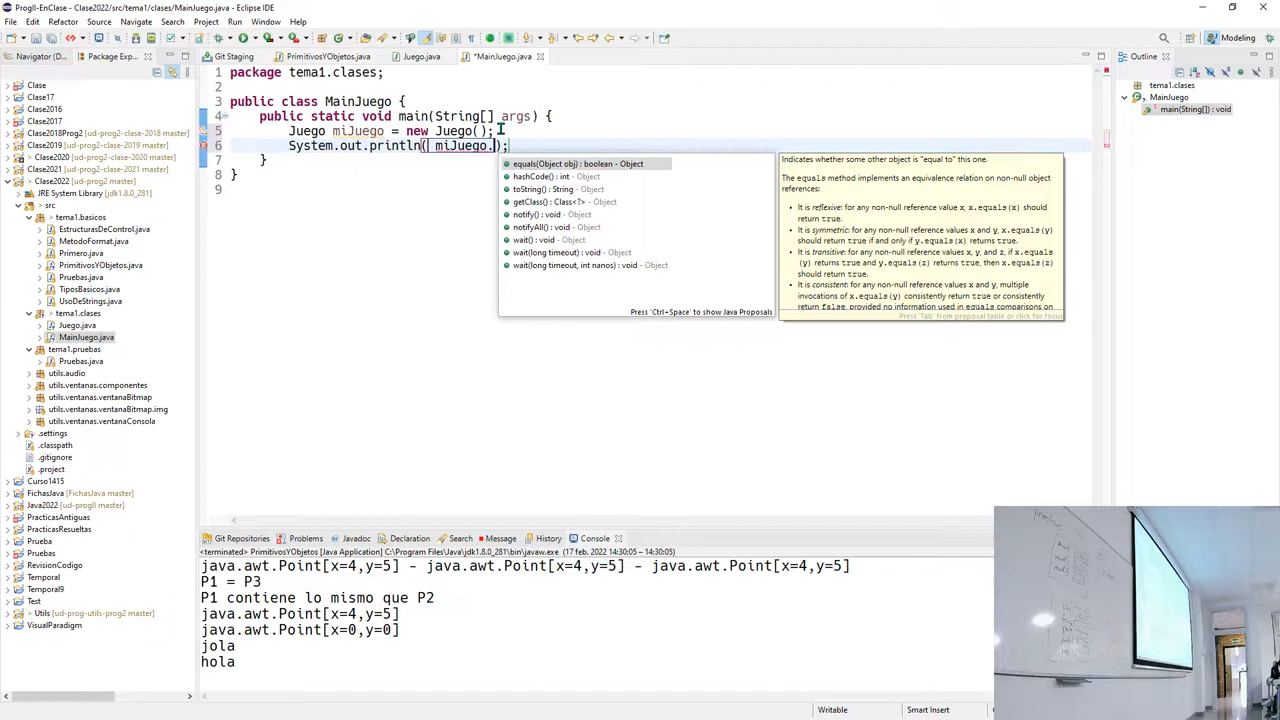 ProgII-EnClase - Clase2022/src/tema1/clases/MainJuego.java - Eclipse IDE
File Edit Refactor Source Navigate Search Project Run Window Help
Modeling
Navigator (D...
Package Exp...
Clase
Clase17
Clase2016
Clase2017
Clase2018Prog2 [ud-prog2-clase-2018 master]
Clase2019 [ud-prog2-clase-2019 master]
Clase2020 [ud-prog2-clase-2020 master]
Clase2021 [ud-prog2-clase-2021 master]
Clase2022 [ud-prog2 master]
JRE System Library [jdk1.8.0_281]
src
tema1.basicos
EstructurasDeControl.java
MetodoFormat.java
Primero.java
PrimitivosYObjetos.java
Pruebas.java
TiposBasicos.java
UsoDeStrings.java
tema1.clases
Juego.java
MainJuego.java
tema1.pruebas
Pruebas.java
utils.audio
utils.ventanas.componentes
utils.ventanas.ventanaBitmap
utils.ventanas.ventanaBitmap.img
utils.ventanas.ventanaConsola
.settings
.classpath
.gitignore
.project
Curso1415
FichasJava [FichasJava master]
Java2022 [ud-progII master]
PracticasAntiguas
PracticasResueltas
Prueba
Pruebas
RevisionCodigo
Temporal
Temporal9
Test
Utils [ud-prog-utils-prog2 master]
VisualParadigm
Git Staging
PrimitivosYObjetos.java
Juego.java
*MainJuego.java
1 package tema1.clases;
2
3 public class MainJuego {
4 public static void main(String[] args) {
5 Juego miJuego = new Juego();
6 System.out.println( miJuego.);
7 }
8 }
9
equals(Object obj) : boolean - Object
hashCode() : int - Object
toString() : String - Object
getClass() : Class<?> - Object
notify() : void - Object
notifyAll() : void - Object
wait() : void - Object
wait(long timeout) : void - Object
wait(long timeout, int nanos) : void - Object
Press 'Ctrl+Space' to show Java Proposals
Indicates whether some other object is "equal to" this one.
The equals method implements an equivalence relation on non-null object
references:
• It is reflexive: for any non-null reference value x, x.equals(x) should
return true.
• It is symmetric: for any non-null reference values x and y, x.equals(y)
should return true if and only if y.equals(x) returns true.
• It is transitive: for any non-null reference values x, y, and z, if x.equals
(y) returns true and y.equals(z) returns true, then x.equals(z)
should return true.
• It is consistent: for any non-null reference values x and y, multiple
invocations of x.equals(y) consistently return true or consistently
return false, provided no information used in equals comparisons on
Press 'Tab' from proposal table or click for focus
Outline
tema1.clases
MainJuego
main(String[]) : void
Git Repositories
Problems
Javadoc
Declaration
Search
Message
History
Console
<terminated> PrimitivosYObjetos [Java Application] C:\Program Files\Java\jdk1.8.0_281\bin\javaw.exe (17 feb. 2022 14:30:05 – 14:30:05)
java.awt.Point[x=4,y=5] - java.awt.Point[x=4,y=5] - java.awt.Point[x=4,y=5]
P1 = P3
P1 contiene lo mismo que P2
java.awt.Point[x=4,y=5]
java.awt.Point[x=0,y=0]
jola
hola
Writable
Smart Insert